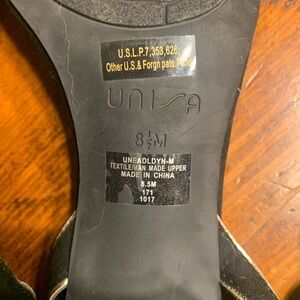 U.S.L.P.7,353,626;
Other U.S.& Forgn pats.Pend
UNISA
8½M
UNEADLDYN-M
TEXTILE/MAN MADE UPPER
MADE IN CHINA
8.5M
171
1017